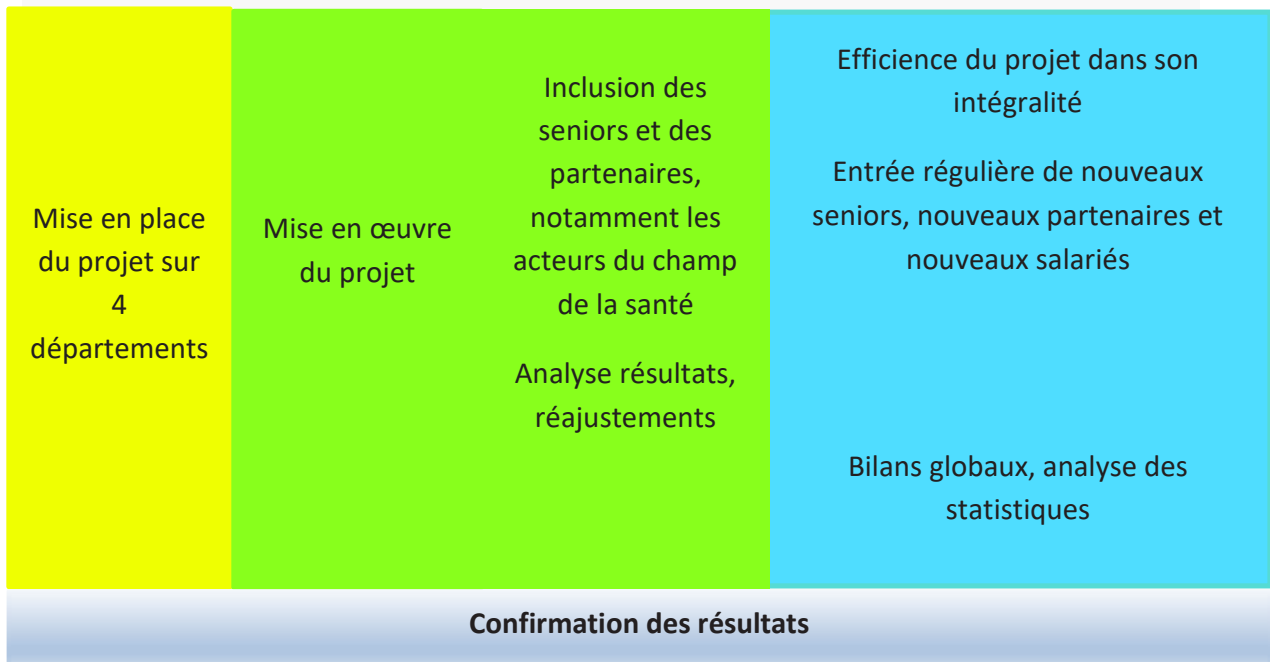 Mise en place
du projet sur
4
départements
Mise en œuvre
du projet
Inclusion des
seniors et des
partenaires,
notamment les
acteurs du champ
de la santé
Analyse résultats,
réajustements
Efficience du projet dans son
intégralité
Entrée régulière de nouveaux
seniors, nouveaux partenaires et
nouveaux salariés
Bilans globaux, analyse des
statistiques
Confirmation des résultats